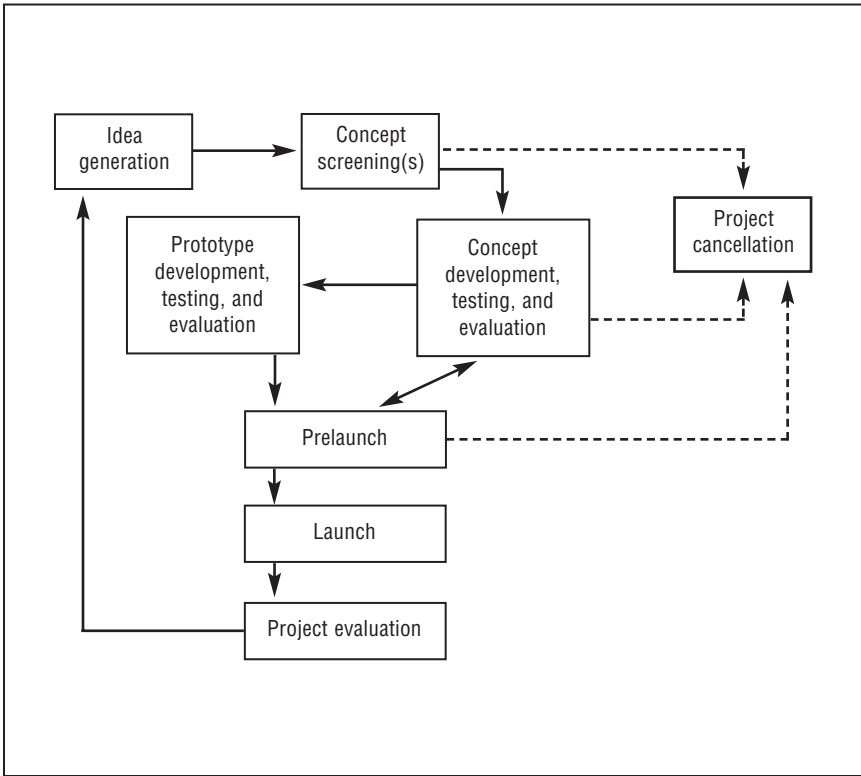 Idea
generation
Concept
screening(s)
Project
cancellation
Prototype
development,
testing, and
evaluation
Concept
development,
testing, and
evaluation
Prelaunch
Launch
Project evaluation